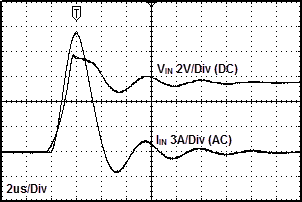 T
VIN 2V/Div (DC)
IIN 3A/Div (AC)
2us/Div